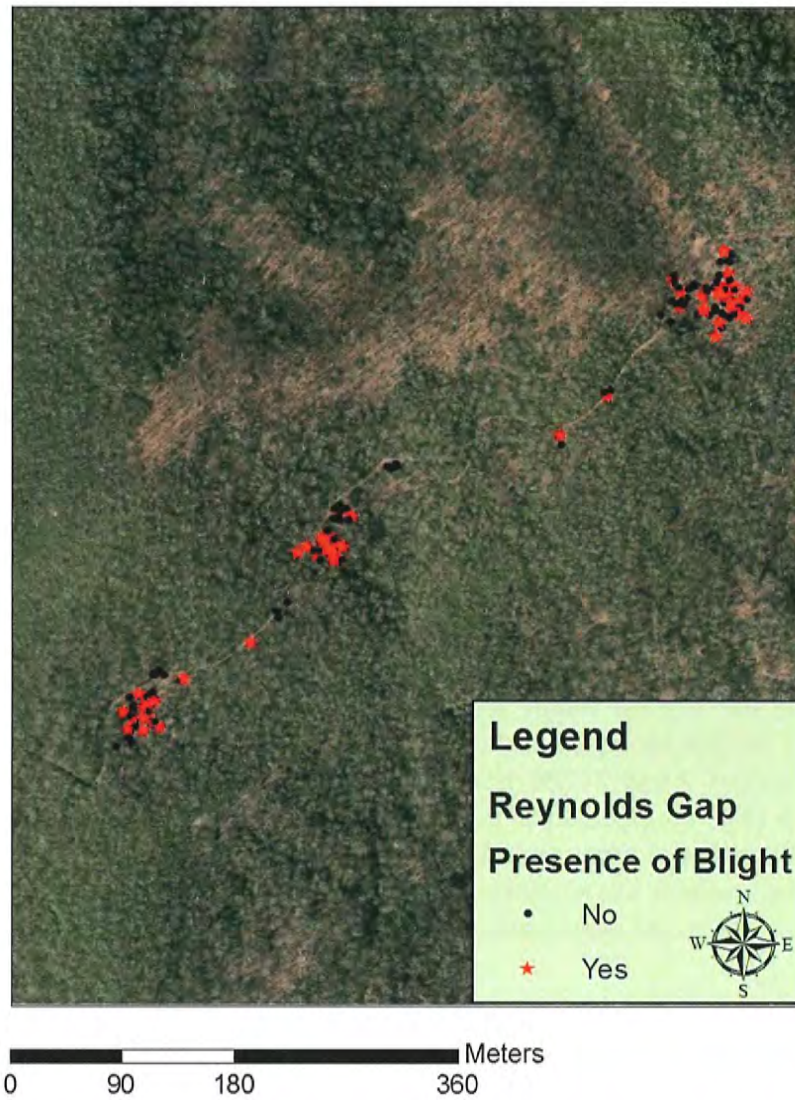 Legend
Reynolds Gap
Presence of Blight
No
Yes
N
W E
S
Meters
0 90 180 360